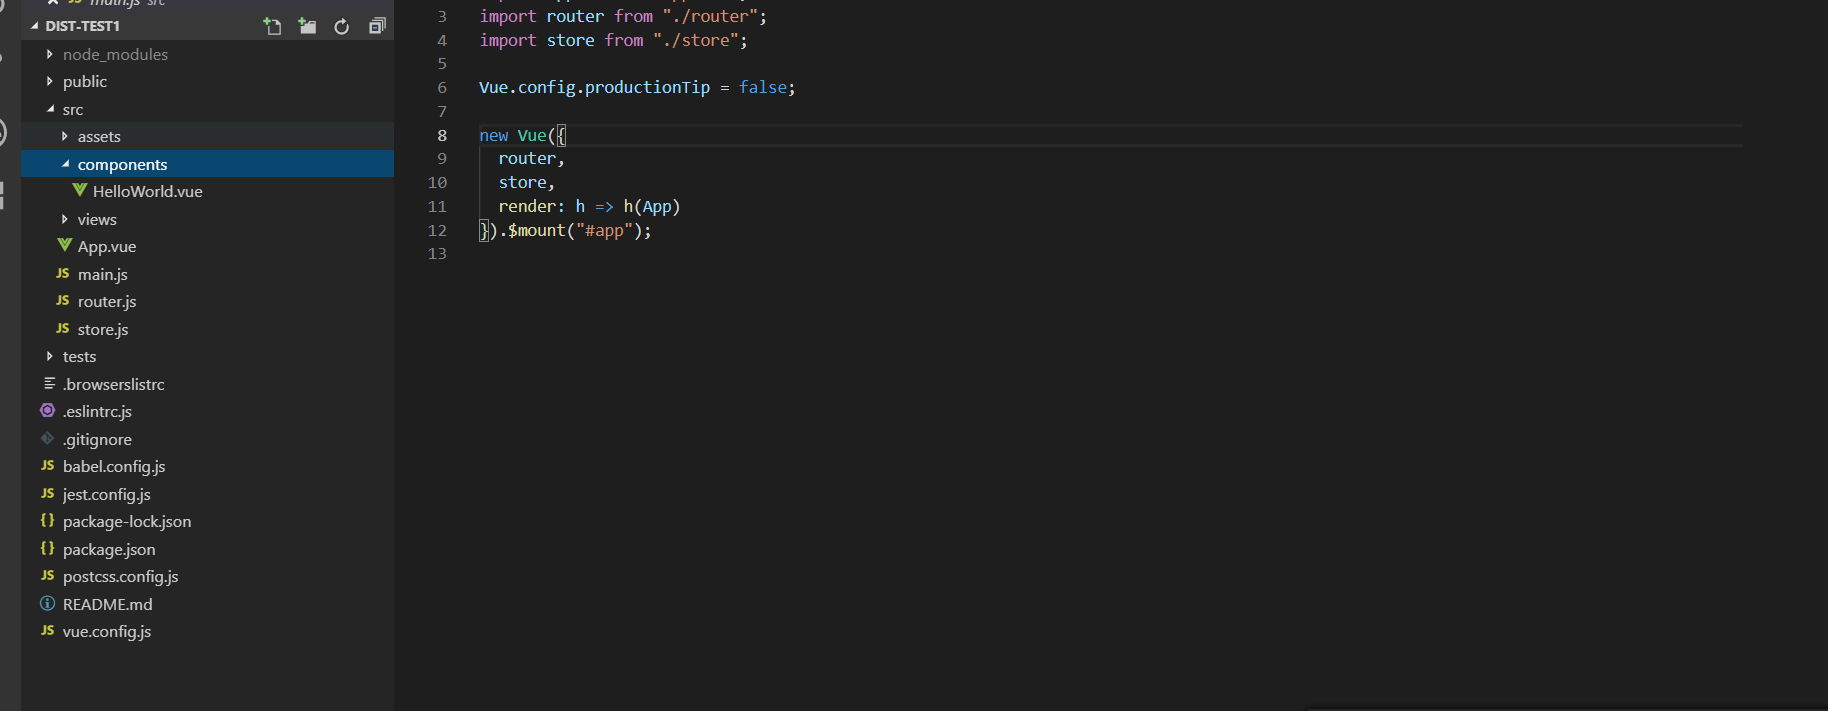 DIST-TEST1
node_modules
public
src
assets
components
HelloWorld.vue
views
App.vue
JS main.js
JS router.js
JS store.js
tests
.browserslistrc
.eslintrc.js
.gitignore
JS babel.config.js
JS jest.config.js
{} package-lock.json
{} package.json
JS postcss.config.js
README.md
JS vue.config.js
3 import router from "./router";
4 import store from "./store";
5
6 Vue.config.productionTip = false;
7
8 new Vue({
9 router,
10 store,
11 render: h => h(App)
12 }).$mount("#app");
13